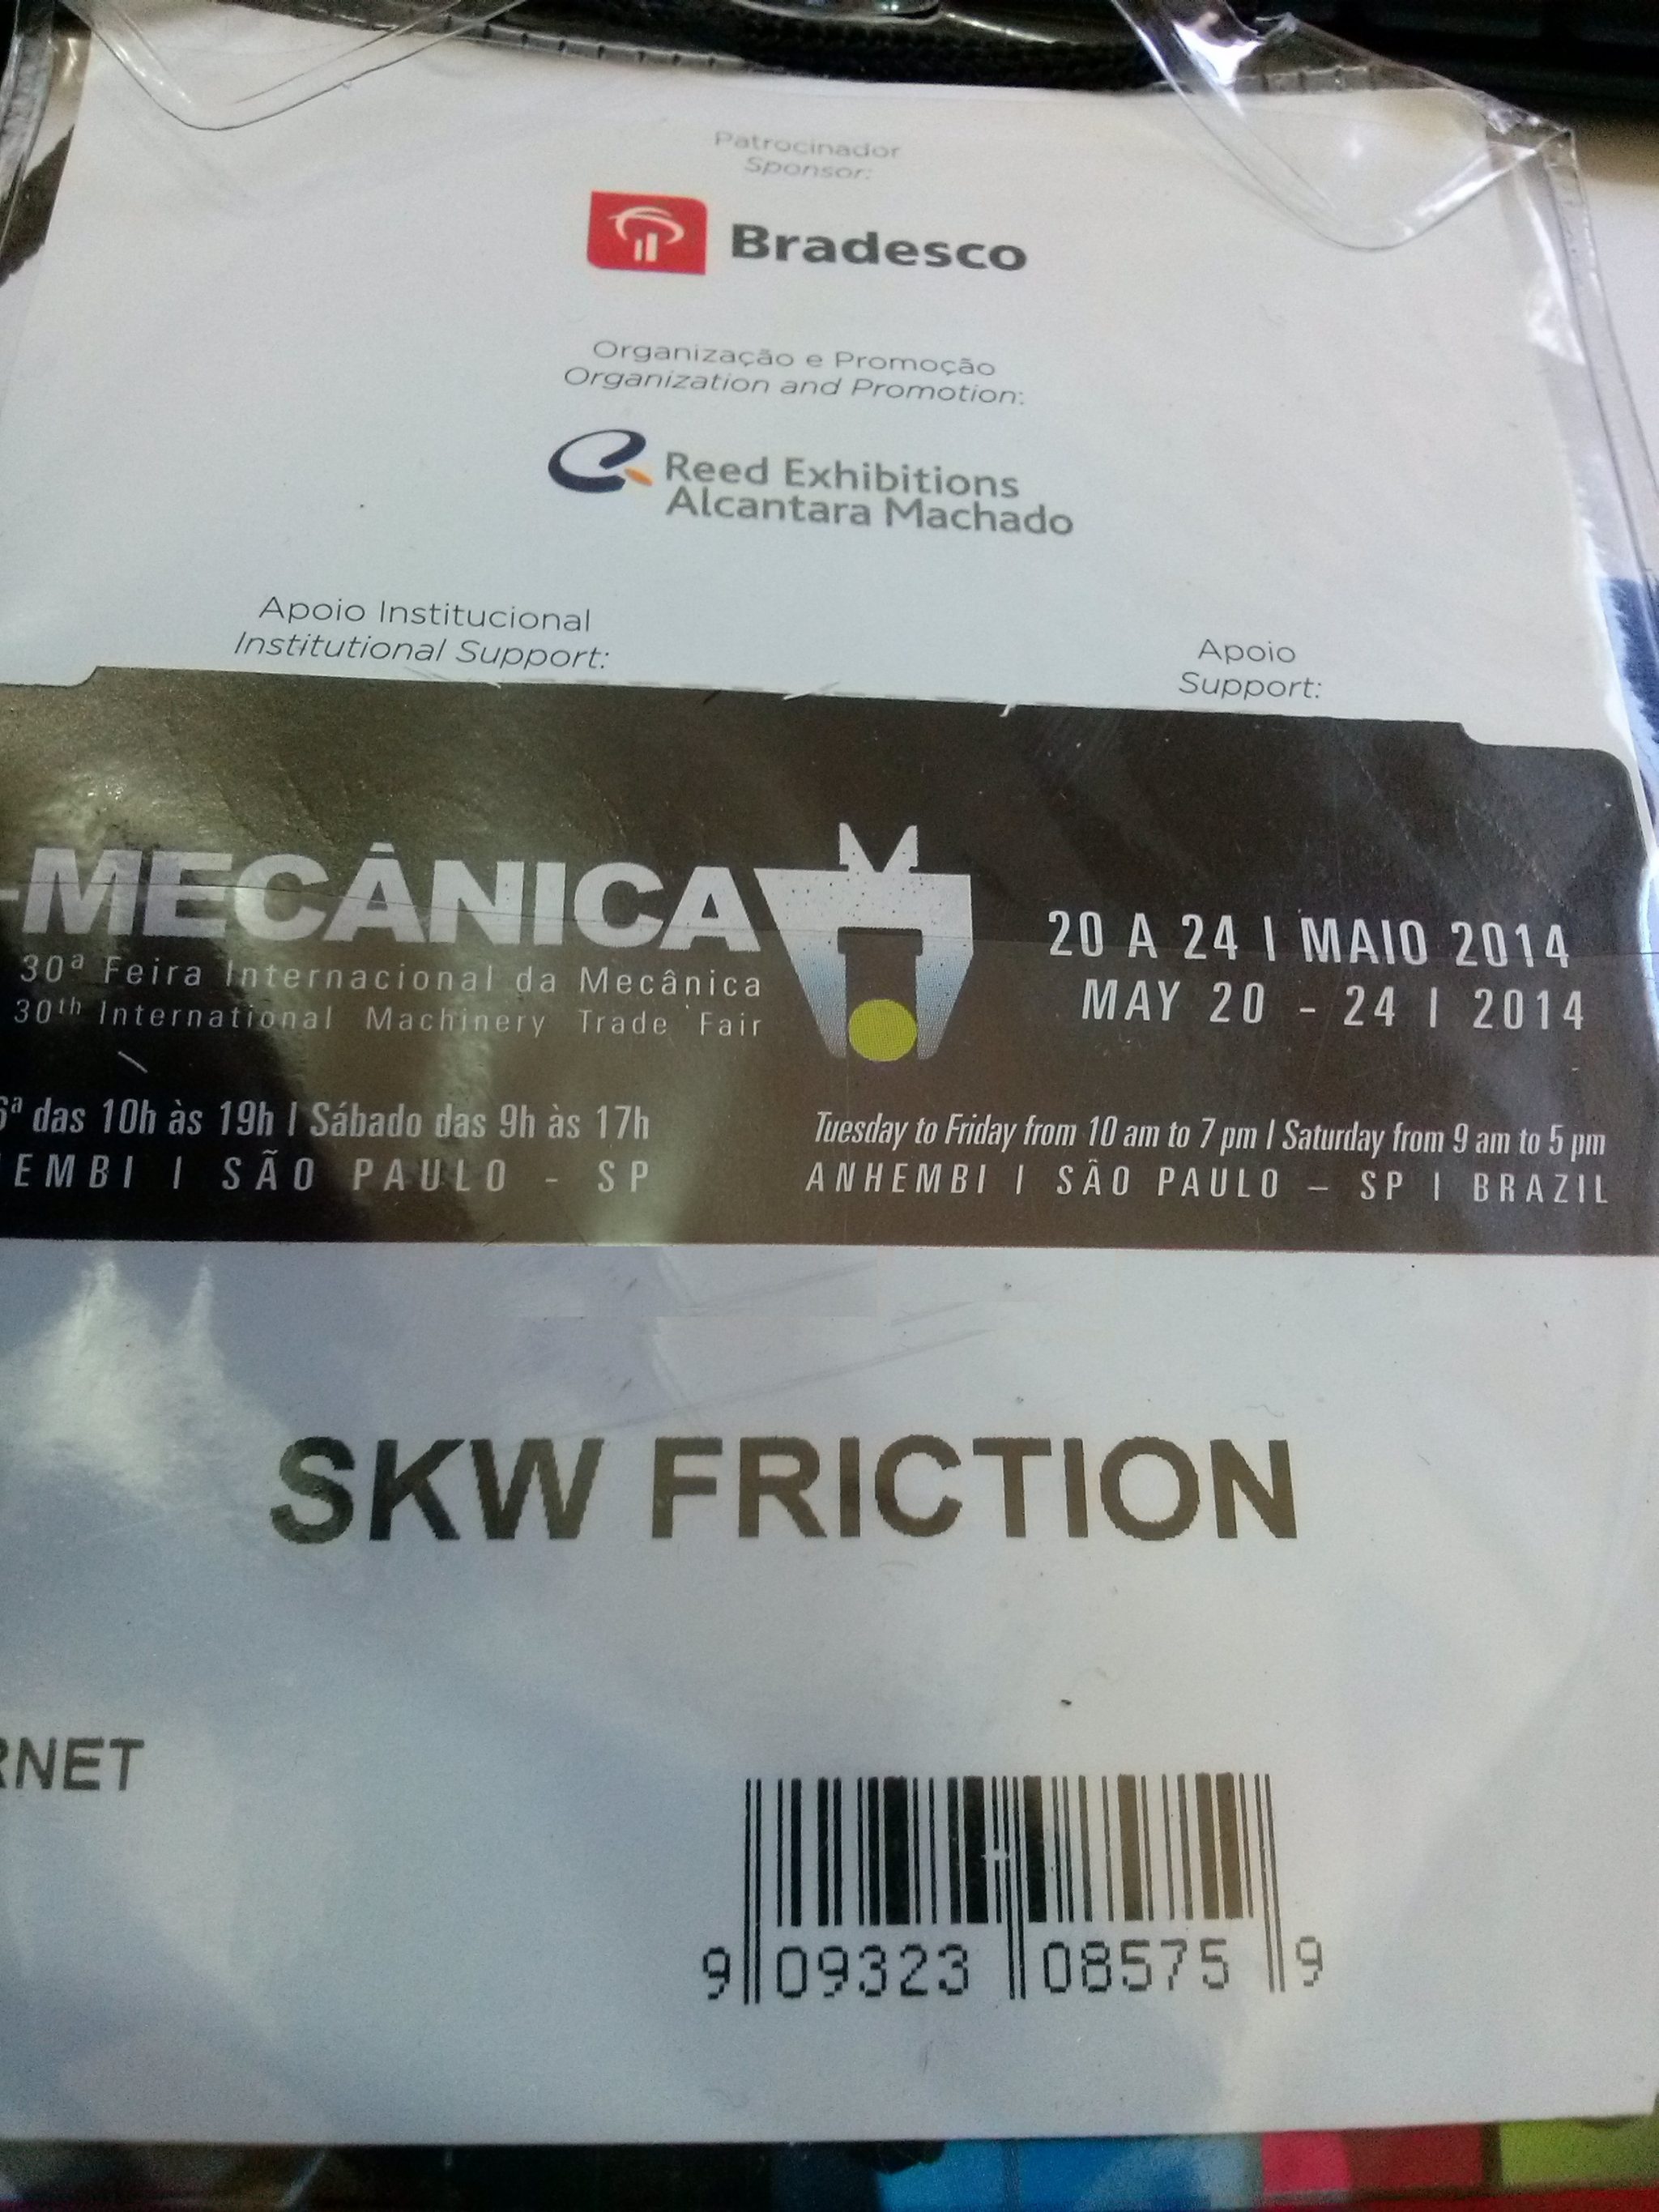 Patrocinador
Sponsor:
Bradesco
Organização e Promoção
Organization and Promotion:
Reed Exhibitions
Alcantara Machado
Apoio Institucional
Institutional Support:
Apoio
Support:
MECÂNICA
30ª Feira Internacional da Mecânica
30th International Machinery Trade Fair
20 A 24 | MAIO 2014
MAY 20 - 24 | 2014
6ª das 10h às 19h | Sábado das 9h às 17h
EMBI | SÃO PAULO - SP
Tuesday to Friday from 10 am to 7 pm | Saturday from 9 am to 5 pm
ANHEMBI | SÃO PAULO – SP | BRAZIL
SKW FRICTION
RNET
9 09323 08575 9